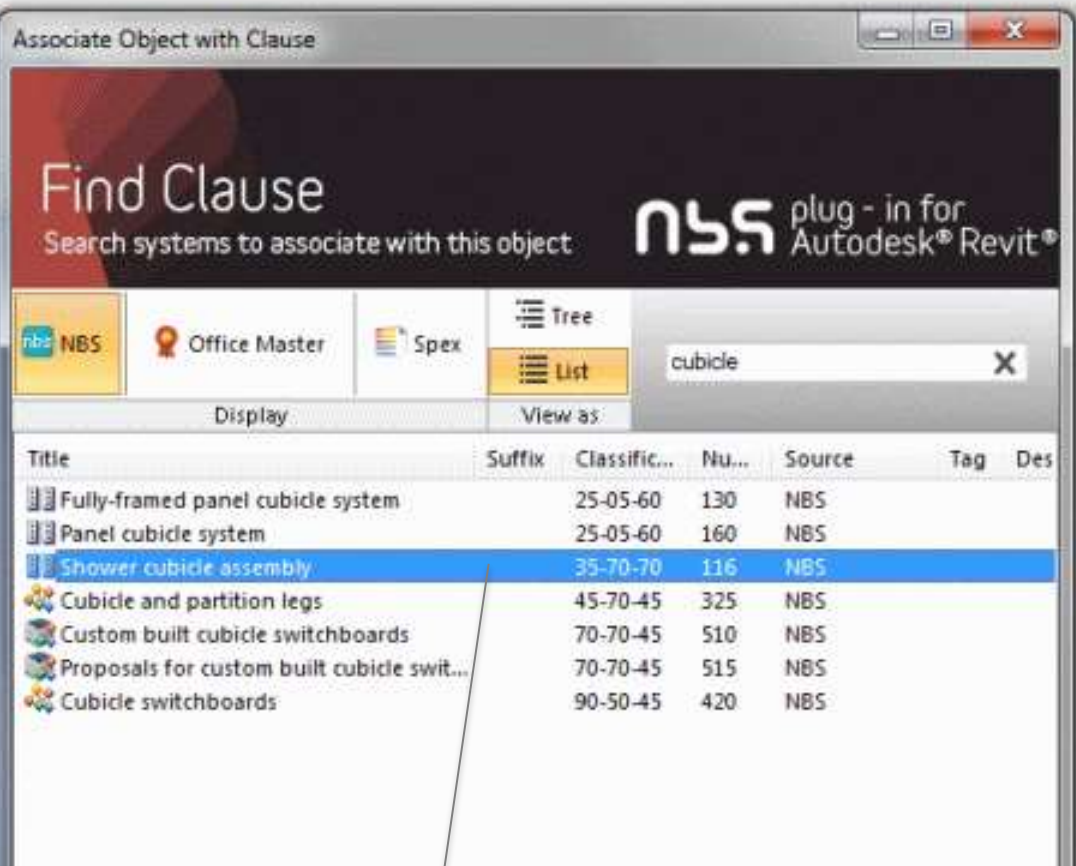 Associate Object with Clause
Find Clause
Search systems to associate with this object
nbs plug - in for
Autodesk® Revit®
nbs NBS
Office Master
Spex
Tree
List
cubicle
Display
View as
Title Suffix Classific... Nu... Source Tag Des
Fully-framed panel cubicle system 25-05-60 130 NBS
Panel cubicle system 25-05-60 160 NBS
Shower cubicle assembly 35-70-70 116 NBS
Cubicle and partition legs 45-70-45 325 NBS
Custom built cubicle switchboards 70-70-45 510 NBS
Proposals for custom built cubicle swit... 70-70-45 515 NBS
Cubicle switchboards 90-50-45 420 NBS